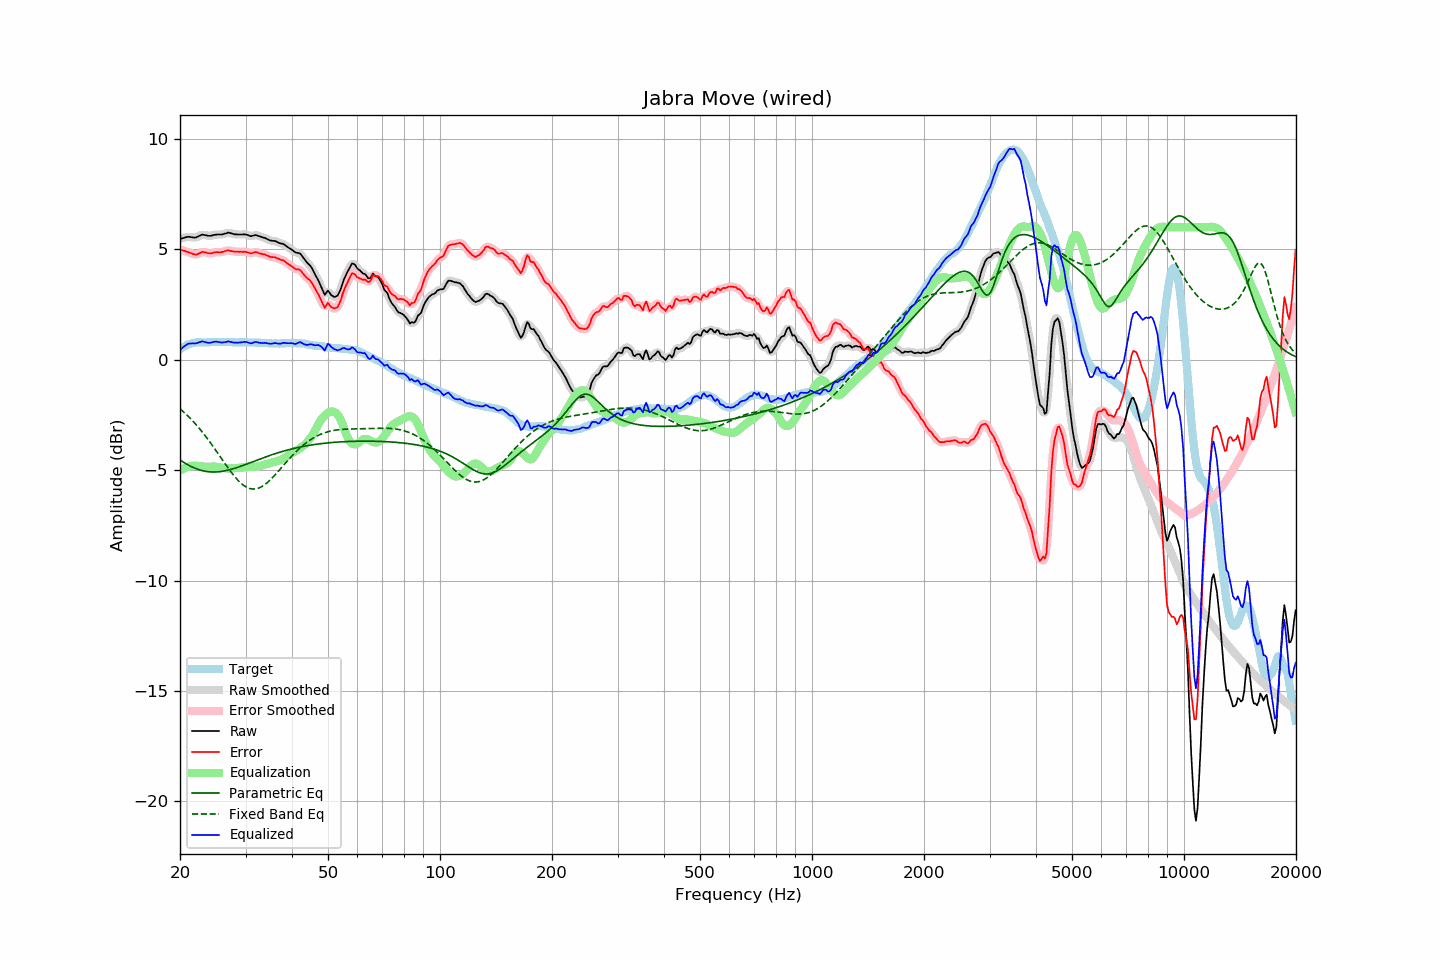 Jabra Move (wired)
10
5
0
−5
−10
−15
−20
Amplitude (dBr)
Target
Raw Smoothed
Error Smoothed
Raw
Error
Equalization
Parametric Eq
Fixed Band Eq
Equalized
20 50 100 200 500 1000 2000 5000 10000 20000
Frequency (Hz)